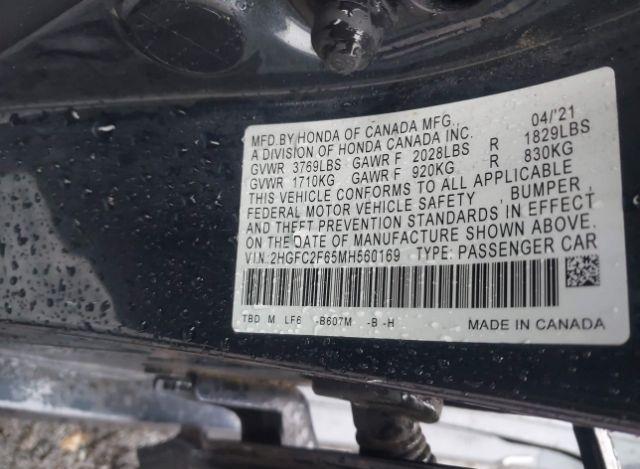 MFD.BY HONDA OF CANADA MFG., 04/'21
A DIVISION OF HONDA CANADA INC.
GVWR 3769LBS GAWR F 2028LBS R 1829LBS
GVWR 1710KG GAWR F 920KG R 830KG
THIS VEHICLE CONFORMS TO ALL APPLICABLE
FEDERAL MOTOR VEHICLE SAFETY, BUMPER,
AND THEFT PREVENTION STANDARDS IN EFFECT
ON THE DATE OF MANUFACTURE SHOWN ABOVE.
V.I.N.:2HGFC2F65MH560169 TYPE: PASSENGER CAR
TBD M LF6 -B607M -B -H MADE IN CANADA